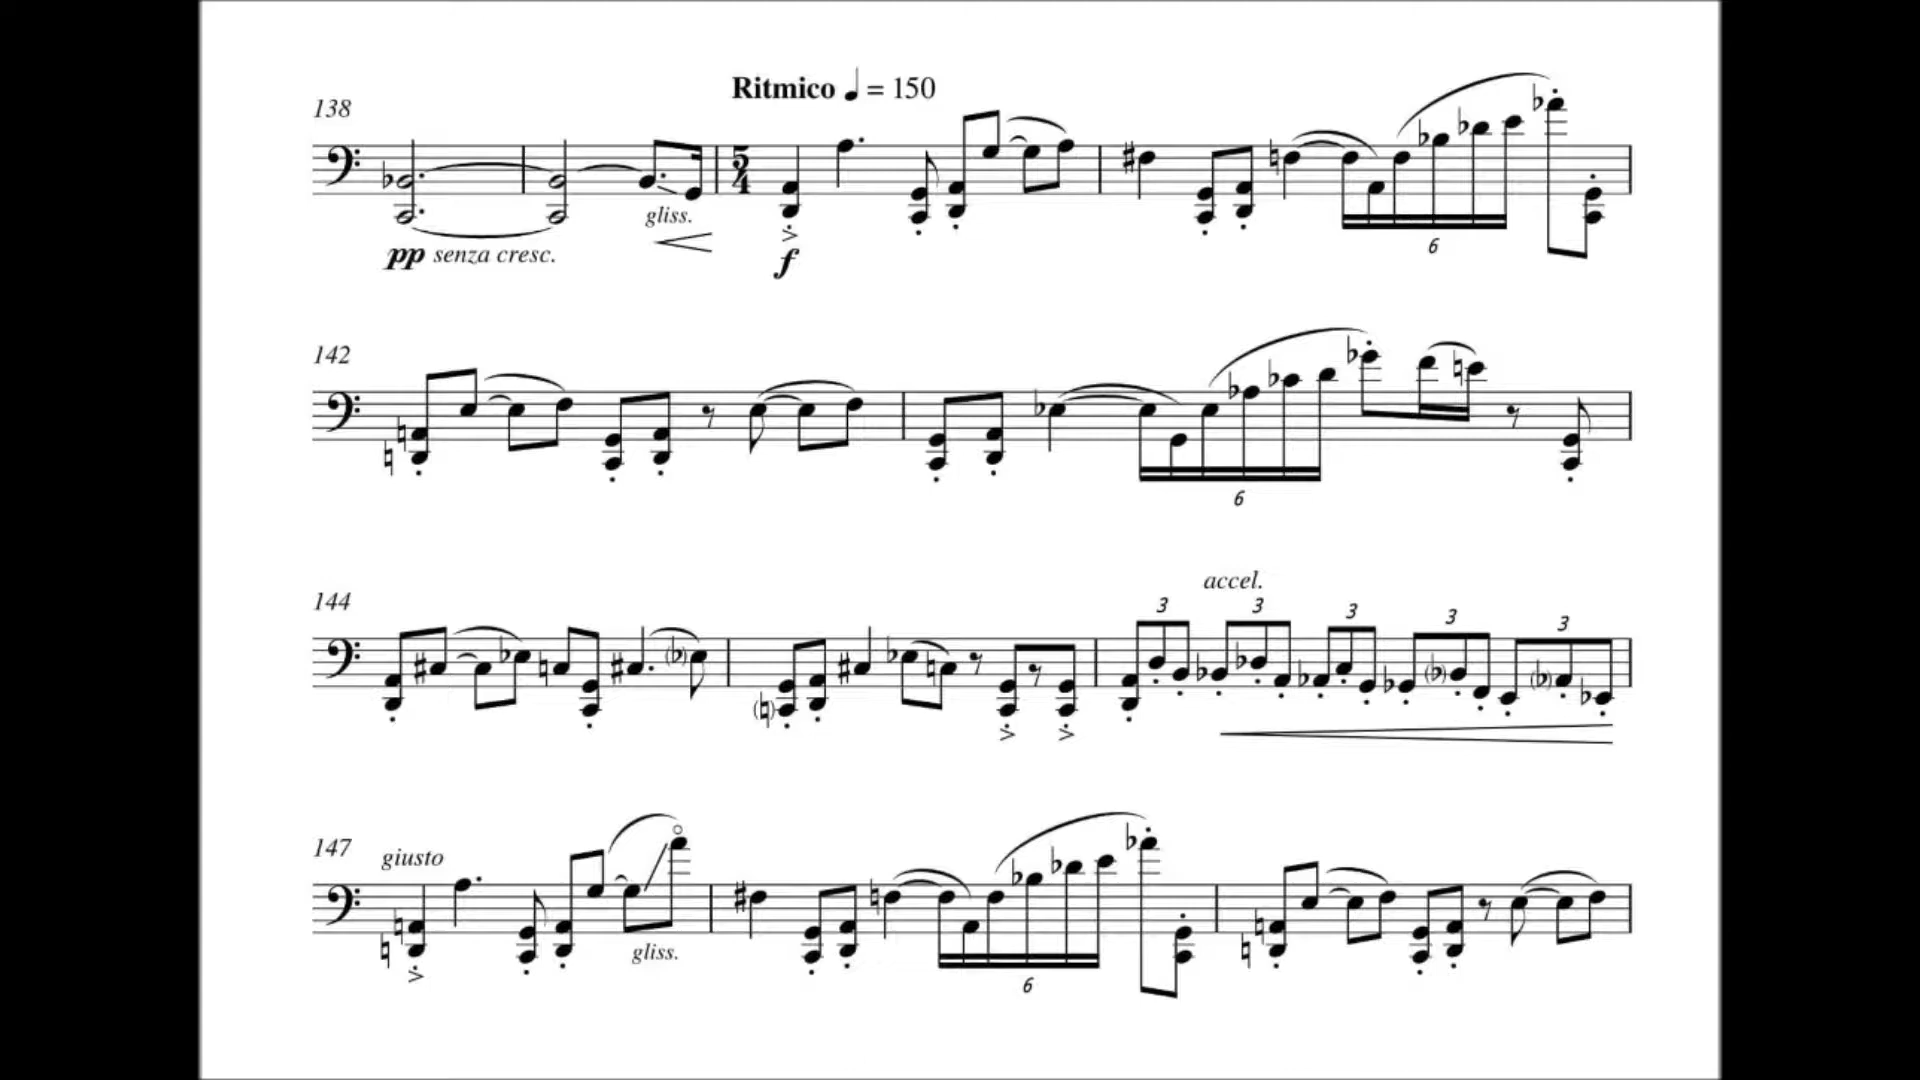 Ritmico ♩ = 150
138
5
4
gliss.
pp senza cresc.
f
6
142
6
accel.
144
3 3 3 3 3
147
giusto
gliss.
6